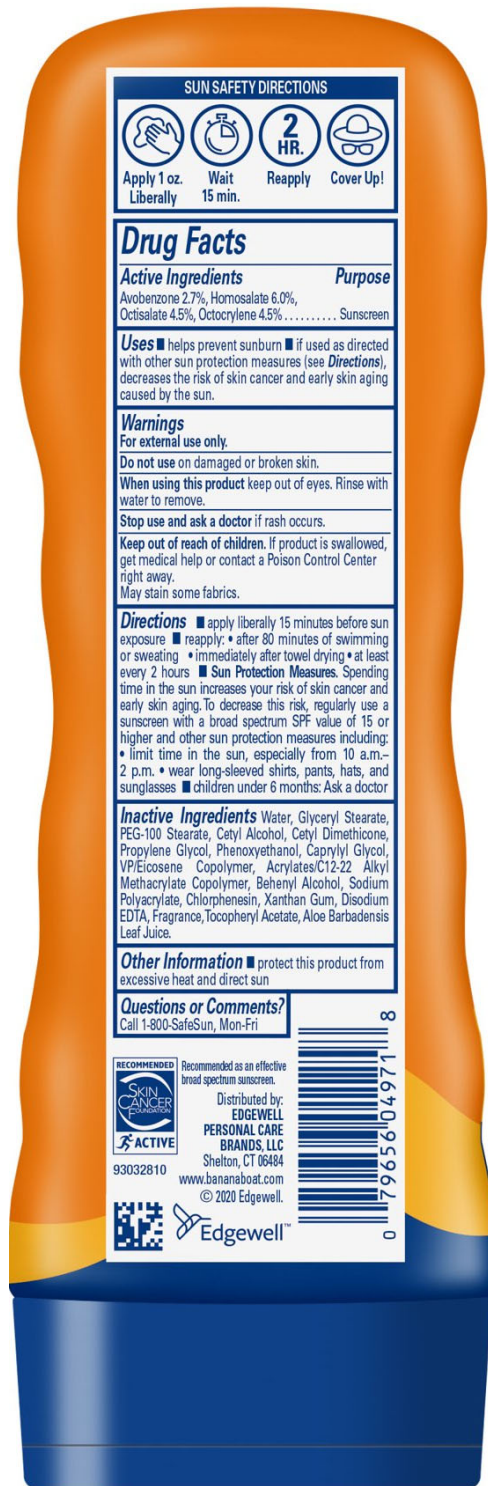 SUN SAFETY DIRECTIONS
Apply 1 oz.
Liberally
Wait
15 min.
2
HR.
Reapply
Cover Up!
Drug Facts
Active Ingredients Purpose
Avobenzone 2.7%, Homosalate 6.0%,
Octisalate 4.5%, Octocrylene 4.5% .......... Sunscreen
Uses ■ helps prevent sunburn ■ if used as directed
with other sun protection measures (see Directions),
decreases the risk of skin cancer and early skin aging
caused by the sun.
Warnings
For external use only.
Do not use on damaged or broken skin.
When using this product keep out of eyes. Rinse with
water to remove.
Stop use and ask a doctor if rash occurs.
Keep out of reach of children. If product is swallowed,
get medical help or contact a Poison Control Center
right away.
May stain some fabrics.
Directions ■ apply liberally 15 minutes before sun
exposure ■ reapply: • after 80 minutes of swimming
or sweating • immediately after towel drying • at least
every 2 hours ■ Sun Protection Measures. Spending
time in the sun increases your risk of skin cancer and
early skin aging. To decrease this risk, regularly use a
sunscreen with a broad spectrum SPF value of 15 or
higher and other sun protection measures including:
• limit time in the sun, especially from 10 a.m.–
2 p.m. • wear long-sleeved shirts, pants, hats, and
sunglasses ■ children under 6 months: Ask a doctor
Inactive Ingredients Water, Glyceryl Stearate,
PEG-100 Stearate, Cetyl Alcohol, Cetyl Dimethicone,
Propylene Glycol, Phenoxyethanol, Caprylyl Glycol,
VP/Eicosene Copolymer, Acrylates/C12-22 Alkyl
Methacrylate Copolymer, Behenyl Alcohol, Sodium
Polyacrylate, Chlorphenesin, Xanthan Gum, Disodium
EDTA, Fragrance, Tocopheryl Acetate, Aloe Barbadensis
Leaf Juice.
Other Information ■ protect this product from
excessive heat and direct sun
Questions or Comments?
Call 1-800-SafeSun, Mon-Fri
RECOMMENDED
SKIN
CANCER
FOUNDATION
ACTIVE
93032810
Recommended as an effective
broad spectrum sunscreen.
Distributed by:
EDGEWELL
PERSONAL CARE
BRANDS, LLC
Shelton, CT 06484
www.bananaboat.com
© 2020 Edgewell.
Edgewell™
0 79656 04971 8